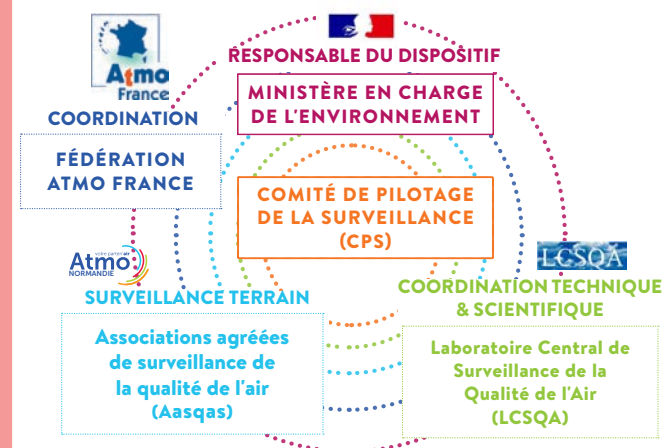 Atmo
France
RESPONSABLE DU DISPOSITIF
MINISTÈRE EN CHARGE
DE L'ENVIRONNEMENT
COORDINATION
FÉDÉRATION
ATMO FRANCE
COMITÉ DE PILOTAGE
DE LA SURVEILLANCE
(CPS)
votre partenair
Atmo
NORMANDIE
LCSQA
SURVEILLANCE TERRAIN
COORDINATION TECHNIQUE
& SCIENTIFIQUE
Associations agréées
de surveillance de
la qualité de l'air
(Aasqas)
Laboratoire Central de
Surveillance de la
Qualité de l'Air
(LCSQA)